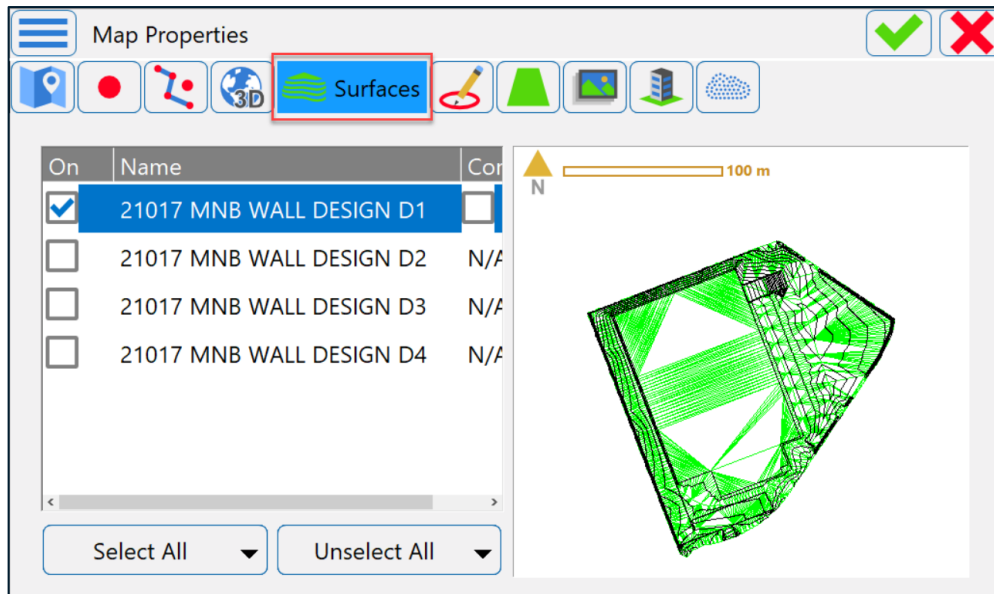 Map Properties
3D
Surfaces
On Name Cor
21017 MNB WALL DESIGN D1
21017 MNB WALL DESIGN D2 N/A
21017 MNB WALL DESIGN D3 N/A
21017 MNB WALL DESIGN D4 N/A
Select All Unselect All
100 m
N